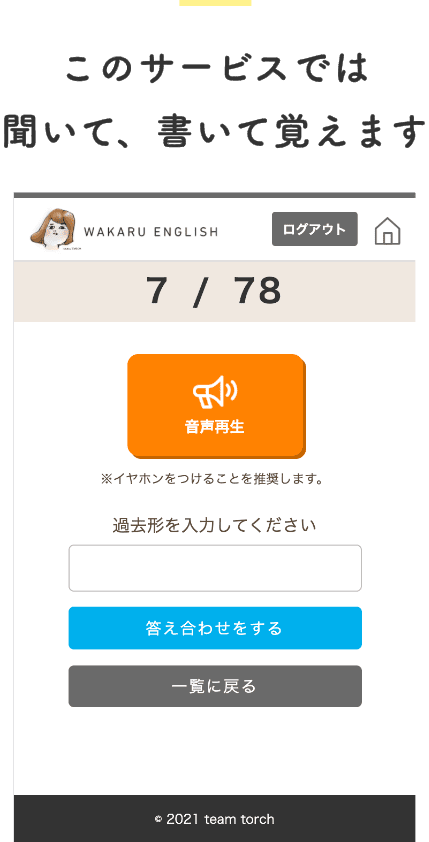 このサービスでは
聞いて、書いて覚えます
WAKARU ENGLISH
ログアウト
7 / 78
音声再生
※イヤホンをつけることを推奨します。
過去形を入力してください
答え合わせをする
一覧に戻る
© 2021 team torch